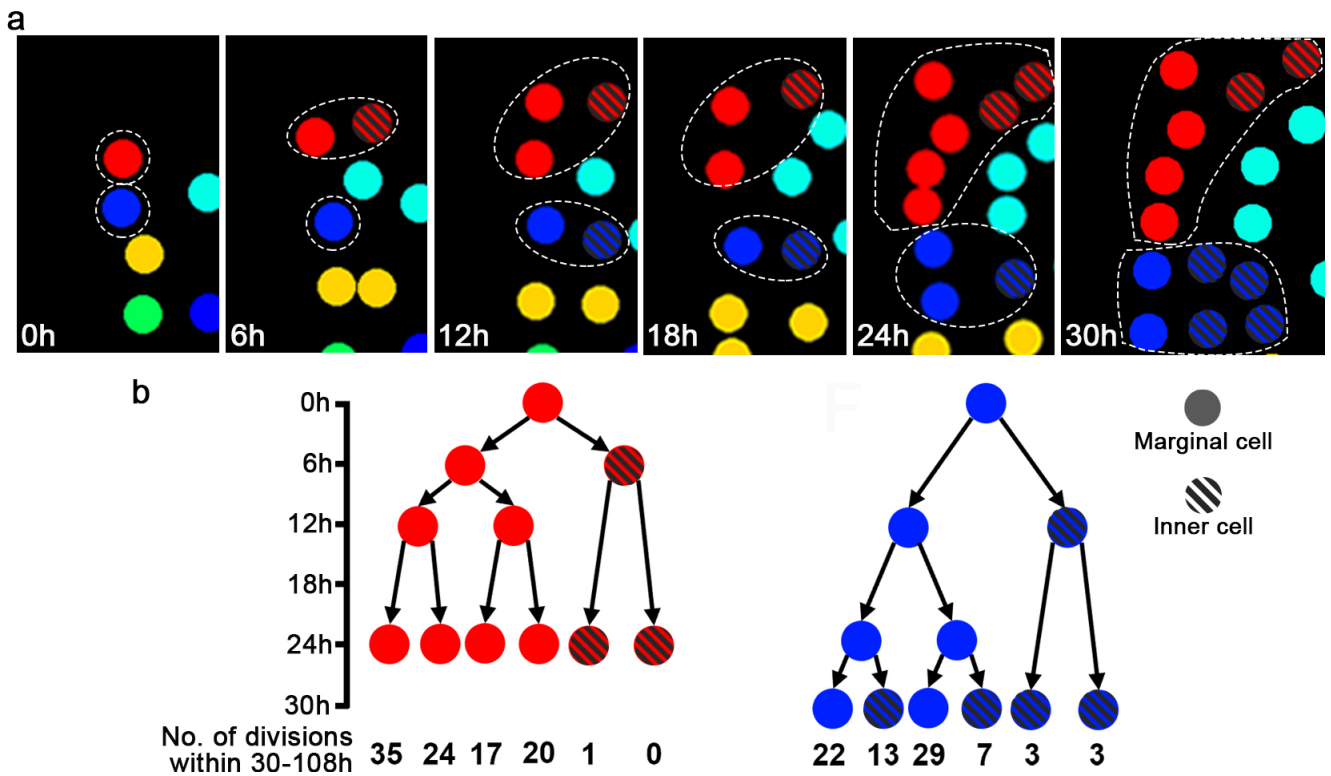 a
0h
6h
12h
18h
24h
30h
b
F
0h
6h
12h
18h
24h
30h
Marginal cell
Inner cell
No. of divisions
within 30-108h
35 24 17 20 1 0
22 13 29 7 3 3